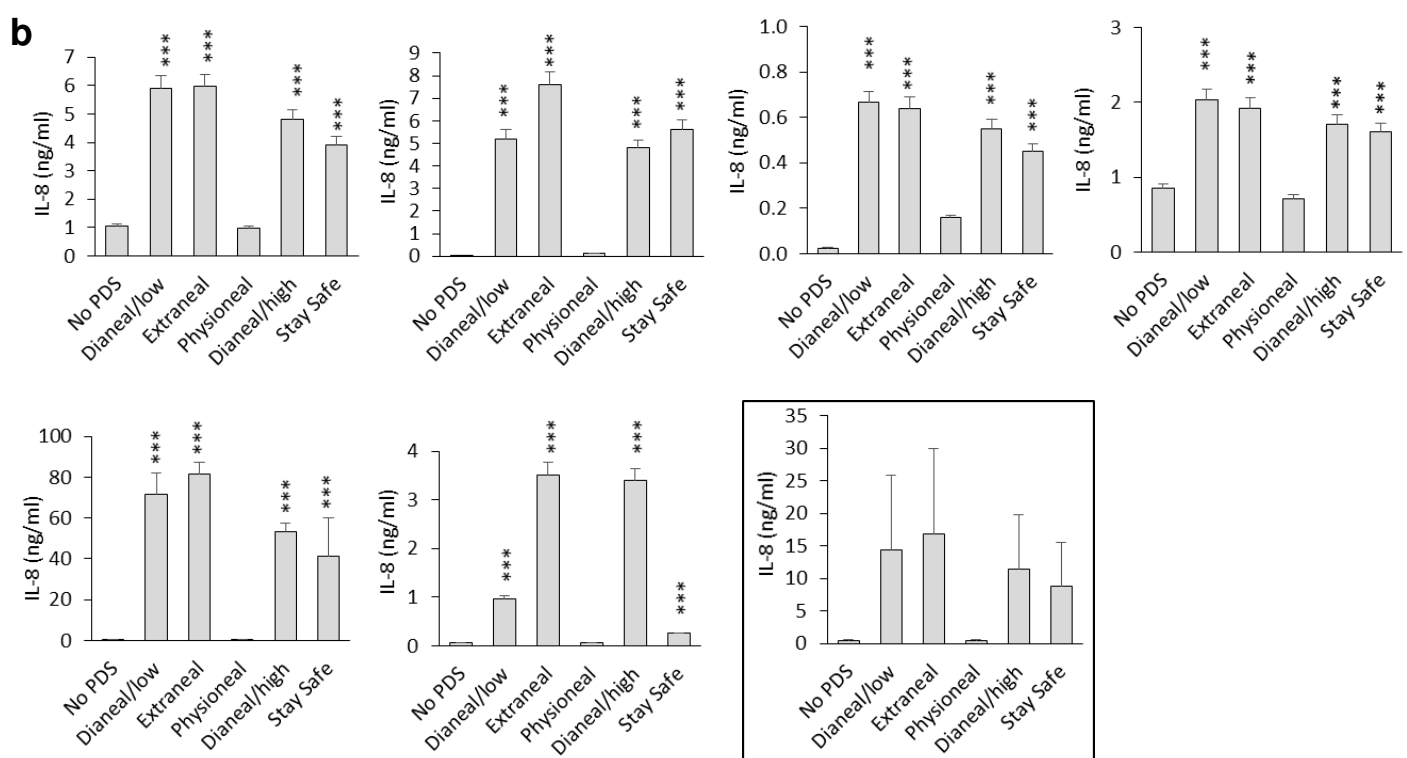 b
IL-8 (ng/ml)
7
6
5
4
3
2
1
0
***
***
***
***
No PDS
Dianeal/low
Extraneal
Physioneal
Dianeal/high
Stay Safe
IL-8 (ng/ml)
9
8
7
6
5
4
3
2
1
0
***
***
***
***
No PDS
Dianeal/low
Extraneal
Physioneal
Dianeal/high
Stay Safe
IL-8 (ng/ml)
1.0
0.8
0.6
0.4
0.2
0.0
***
***
***
***
No PDS
Dianeal/low
Extraneal
Physioneal
Dianeal/high
Stay Safe
IL-8 (ng/ml)
3
2
1
0
***
***
***
***
No PDS
Dianeal/low
Extraneal
Physioneal
Dianeal/high
Stay Safe
IL-8 (ng/ml)
100
80
60
40
20
0
***
***
***
***
No PDS
Dianeal/low
Extraneal
Physioneal
Dianeal/high
Stay Safe
IL-8 (ng/ml)
4
3
2
1
0
***
***
***
***
No PDS
Dianeal/low
Extraneal
Physioneal
Dianeal/high
Stay Safe
IL-8 (ng/ml)
35
30
25
20
15
10
5
0
No PDS
Dianeal/low
Extraneal
Physioneal
Dianeal/high
Stay Safe